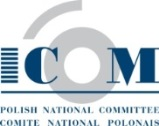 ICOM
POLISH NATIONAL COMMITTEE
COMITE NATIONAL POLONAIS